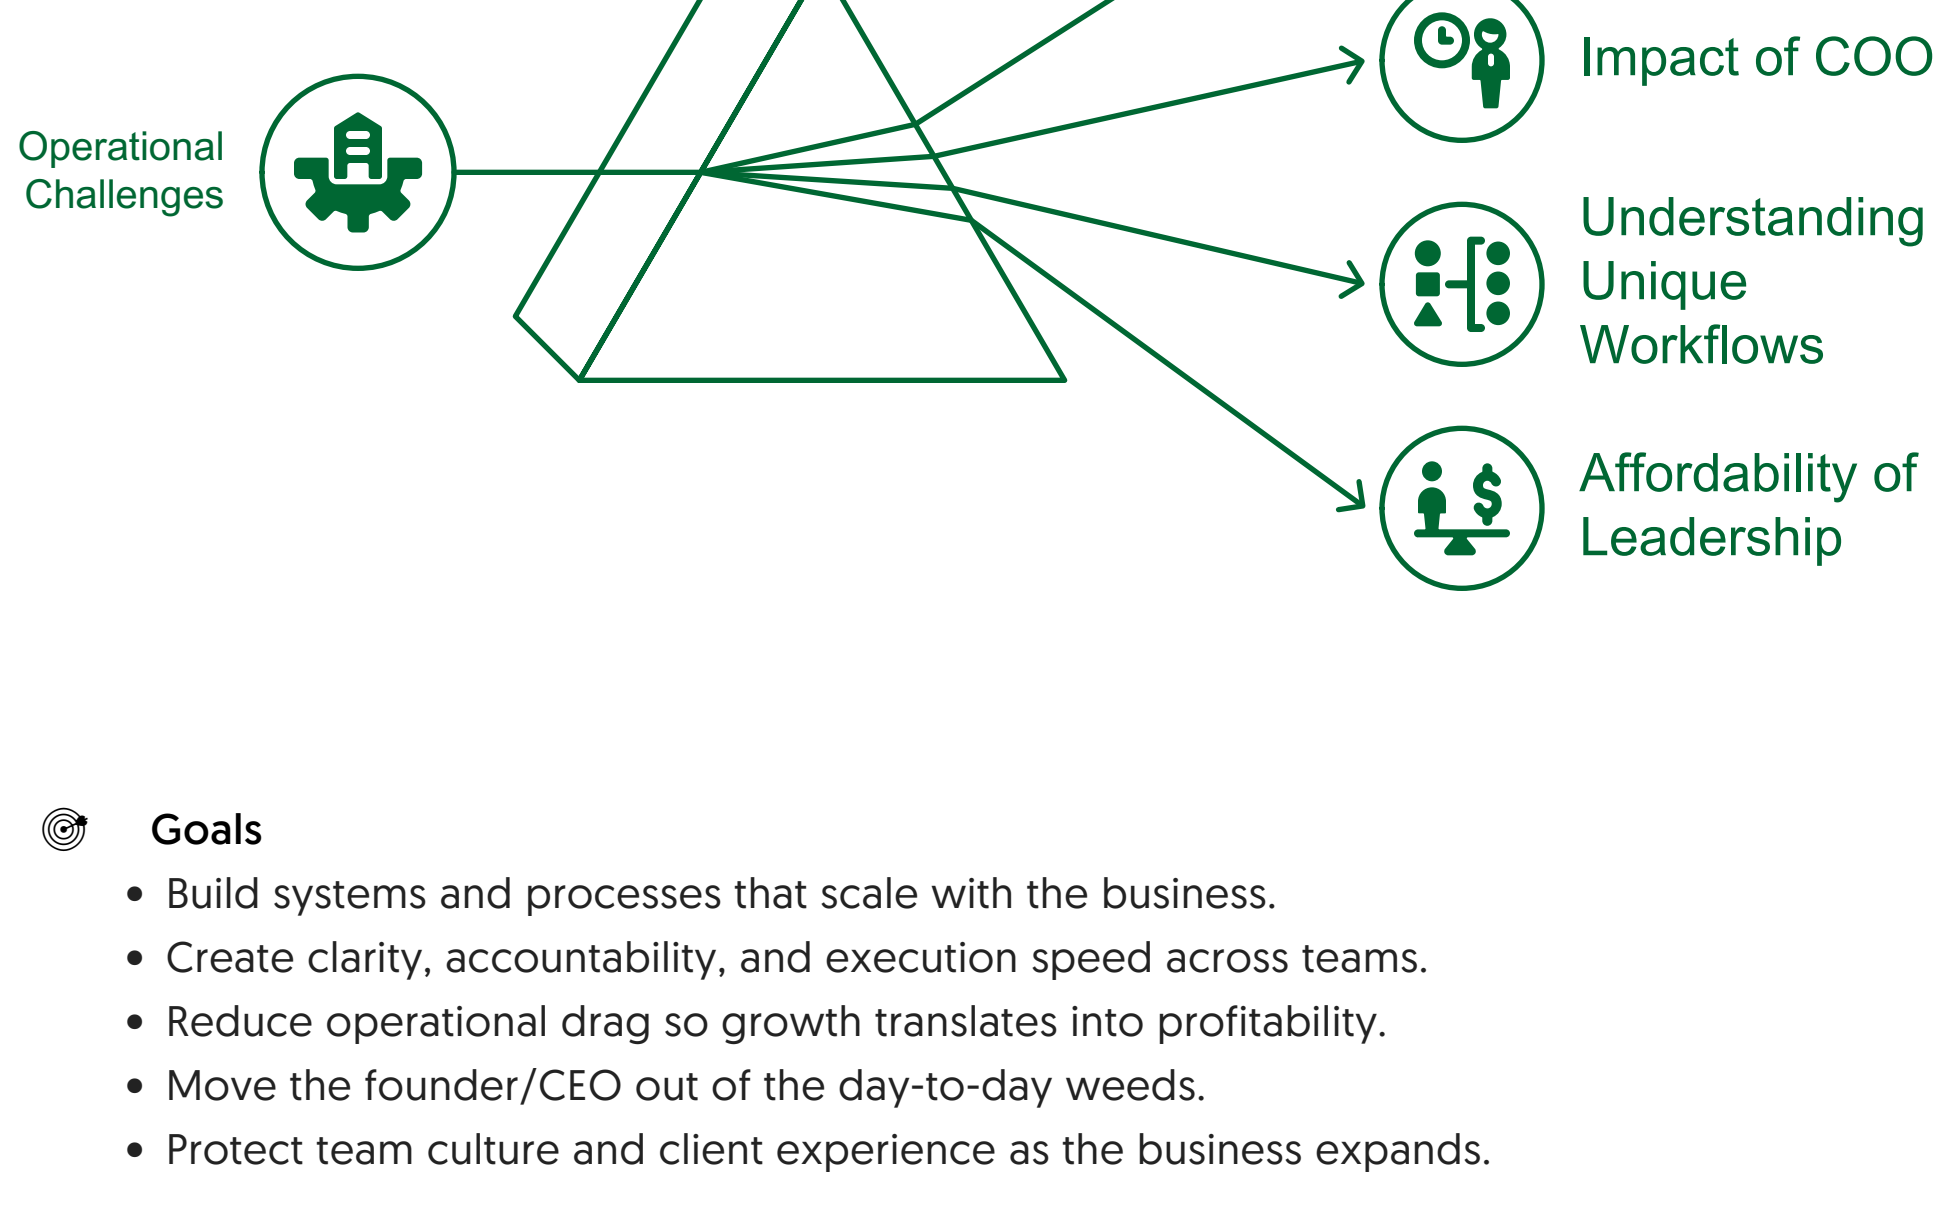 Impact of COO
Operational
Challenges
Understanding
Unique
Workflows
Affordability of
Leadership
Goals
• Build systems and processes that scale with the business.
• Create clarity, accountability, and execution speed across teams.
• Reduce operational drag so growth translates into profitability.
• Move the founder/CEO out of the day-to-day weeds.
• Protect team culture and client experience as the business expands.